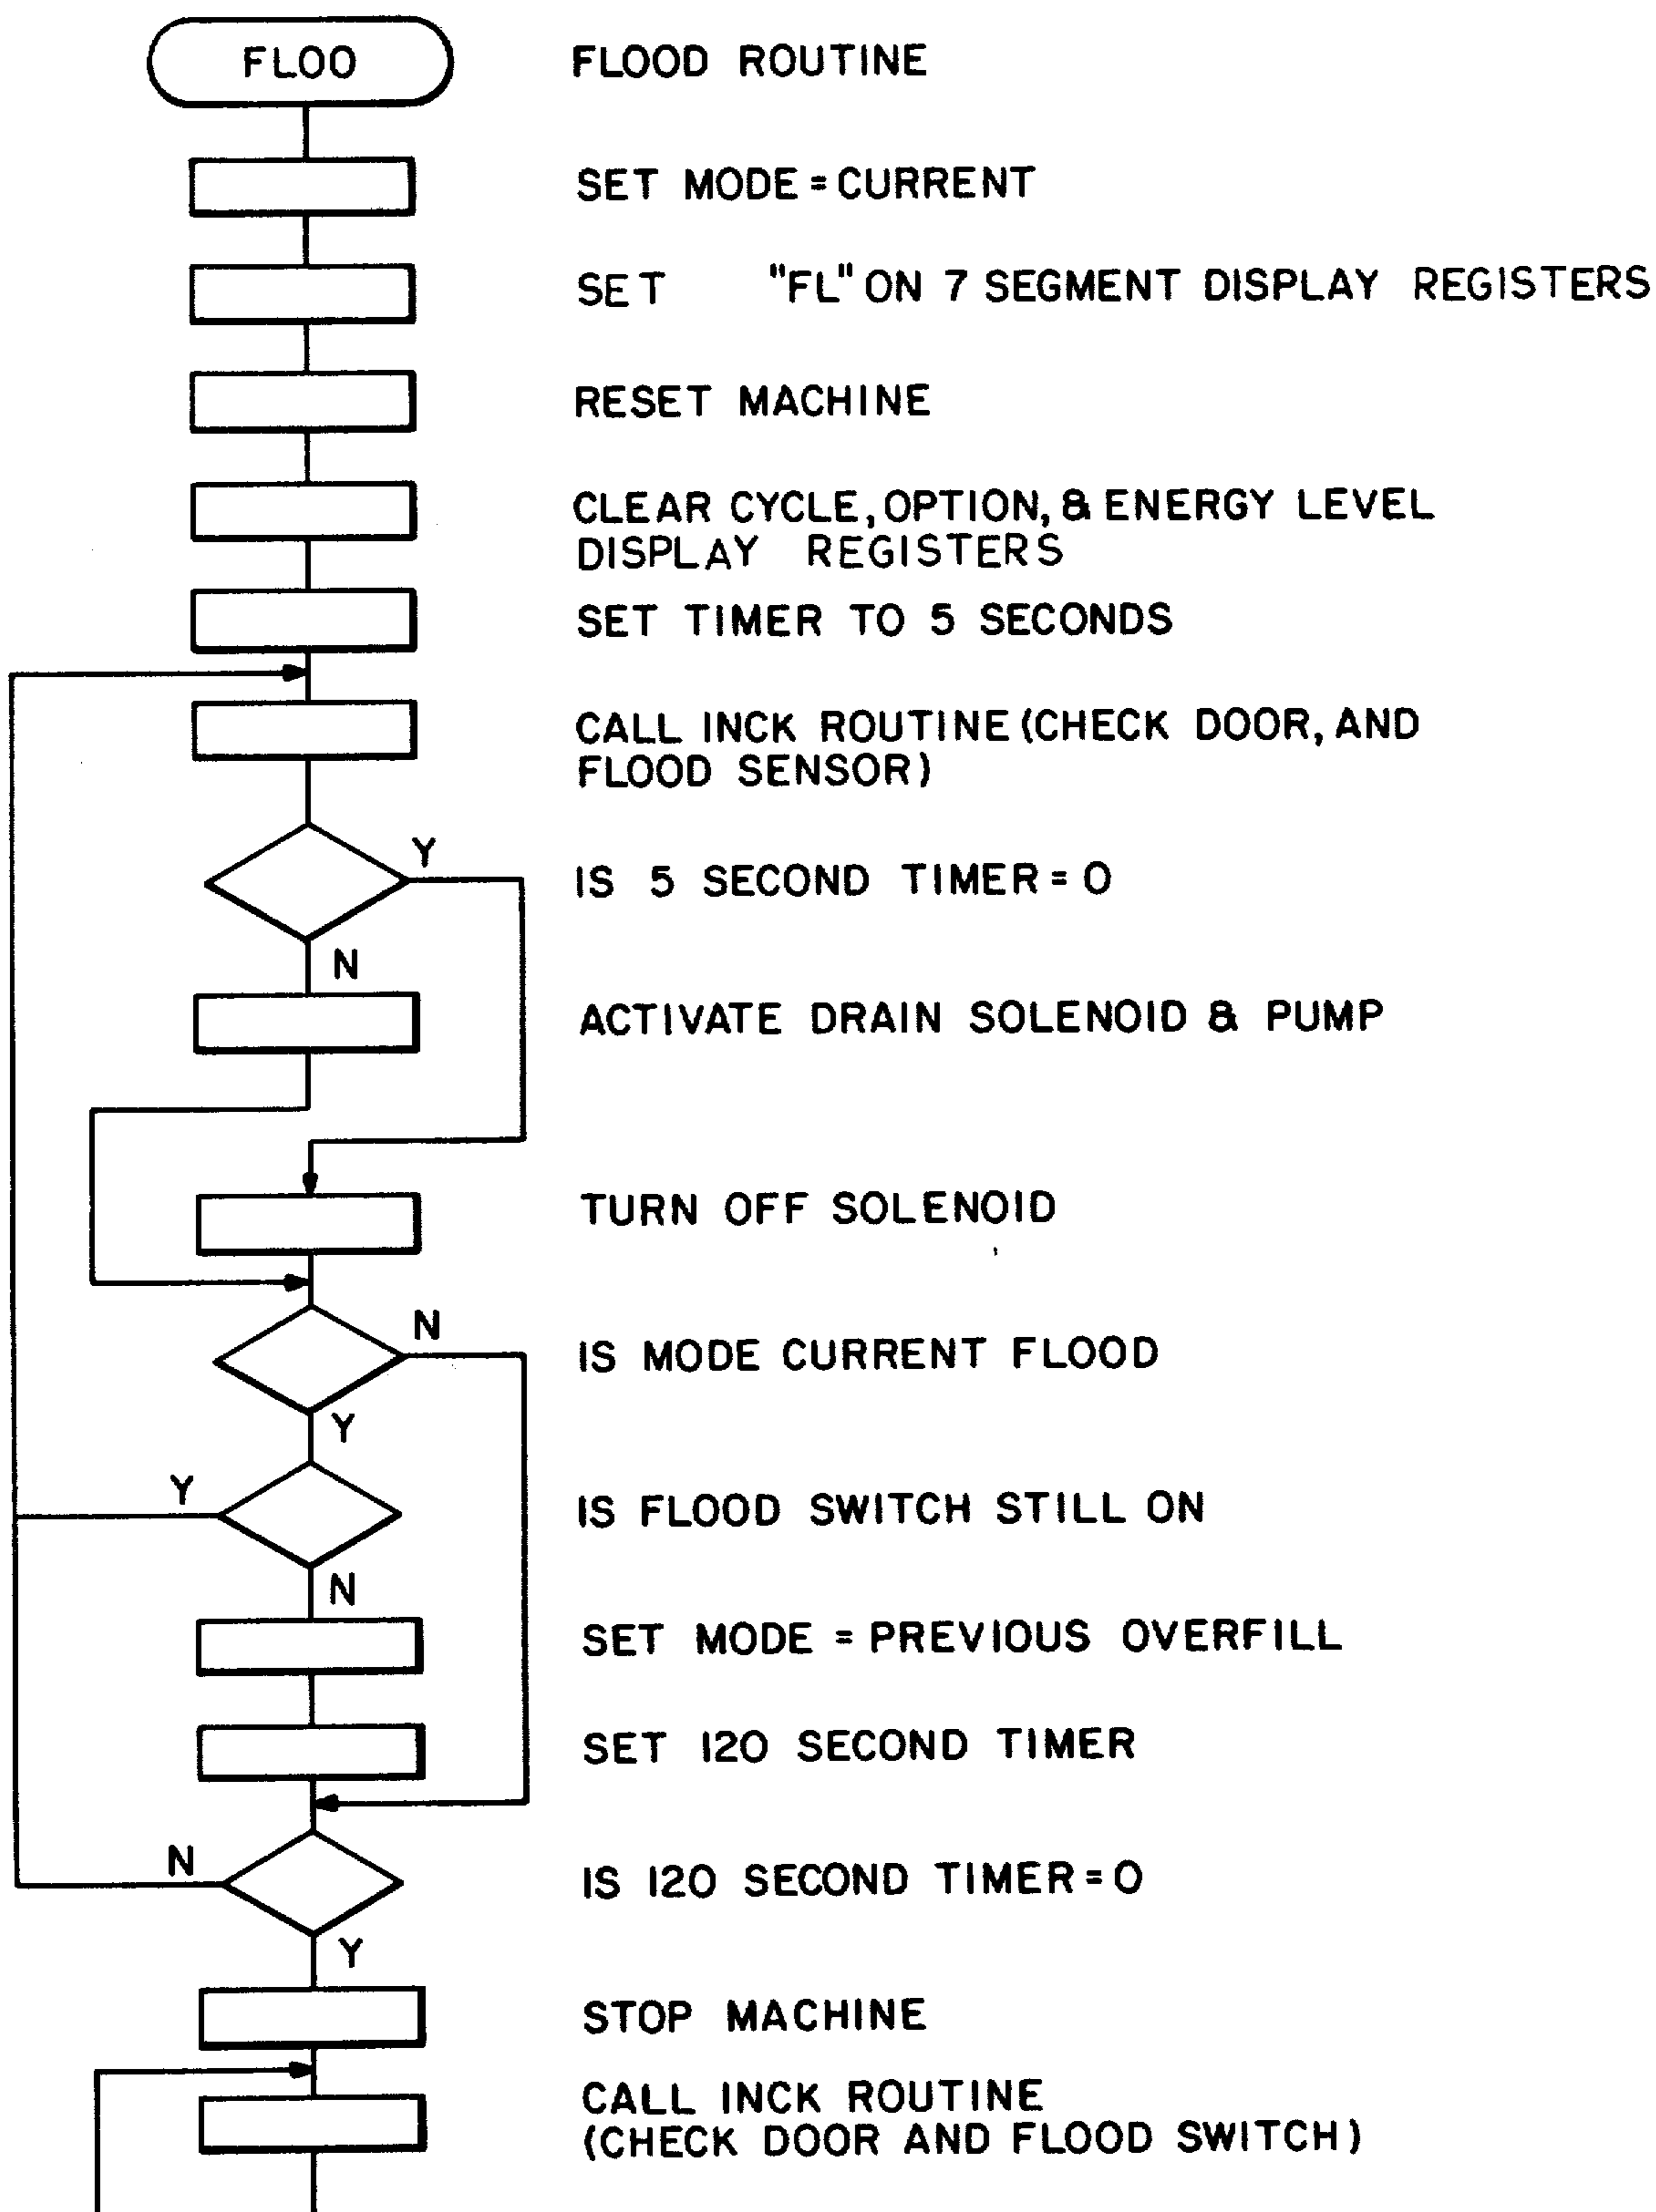 FLOO
FLOOD ROUTINE
SET MODE = CURRENT
SET "FL" ON 7 SEGMENT DISPLAY REGISTERS
RESET MACHINE
CLEAR CYCLE, OPTION, & ENERGY LEVEL
DISPLAY REGISTERS
SET TIMER TO 5 SECONDS
CALL INCK ROUTINE (CHECK DOOR, AND
FLOOD SENSOR)
Y
IS 5 SECOND TIMER = 0
N
ACTIVATE DRAIN SOLENOID & PUMP
TURN OFF SOLENOID
N
IS MODE CURRENT FLOOD
Y
Y
IS FLOOD SWITCH STILL ON
N
SET MODE = PREVIOUS OVERFILL
SET 120 SECOND TIMER
N
IS 120 SECOND TIMER = 0
Y
STOP MACHINE
CALL INCK ROUTINE
(CHECK DOOR AND FLOOD SWITCH)